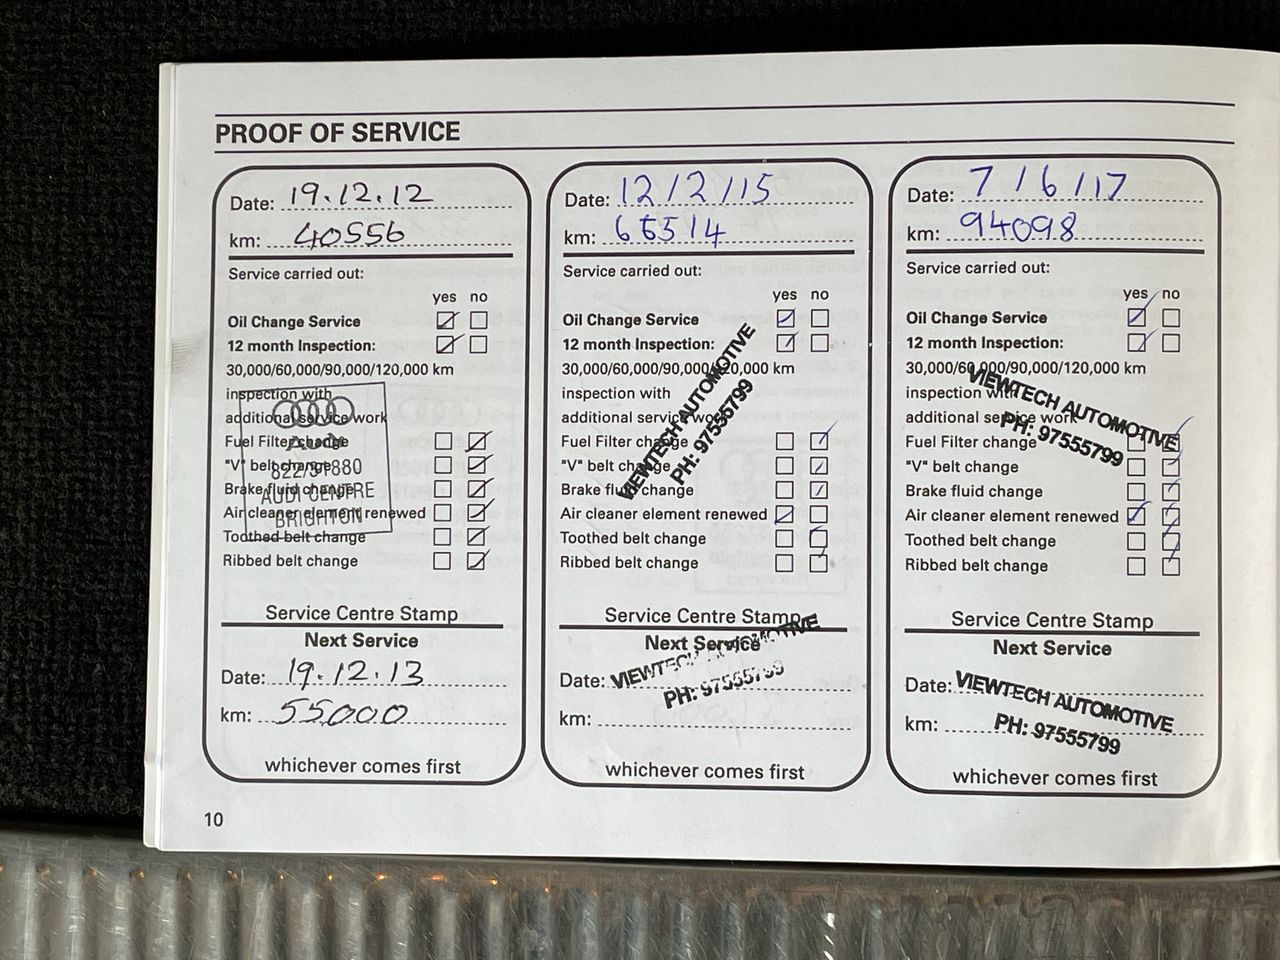 PROOF OF SERVICE
Date: 19.12.12
km: 40556
Service carried out:
yes no
Oil Change Service
12 month Inspection:
30,000/60,000/90,000/120,000 km
inspection with
additional service work
Fuel Filter change
"V" belt change
Brake fluid change
Air cleaner element renewed
Toothed belt change
Ribbed belt change
Audi
AUDI CENTRE
BRIGHTON
Service Centre Stamp
Next Service
Date: 19.12.13
km: 55000
whichever comes first
Date: 12/2/15
km: 66514
Service carried out:
yes no
Oil Change Service
12 month Inspection:
30,000/60,000/90,000/120,000 km
inspection with
additional service work
Fuel Filter change
"V" belt change
Brake fluid change
Air cleaner element renewed
Toothed belt change
Ribbed belt change
VIEWTECH AUTOMOTIVE
PH: 97555799
Service Centre Stamp
Next Service
Date:
VIEWTECH AUTOMOTIVE
PH: 97555799
km:
whichever comes first
Date: 7/6/17
km: 94098
Service carried out:
yes no
Oil Change Service
12 month Inspection:
30,000/60,000/90,000/120,000 km
inspection with
additional service work
VIEWTECH AUTOMOTIVE
PH: 97555799
Fuel Filter change
"V" belt change
Brake fluid change
Air cleaner element renewed
Toothed belt change
Ribbed belt change
Service Centre Stamp
Next Service
Date:
VIEWTECH AUTOMOTIVE
km:
PH: 97555799
whichever comes first
10